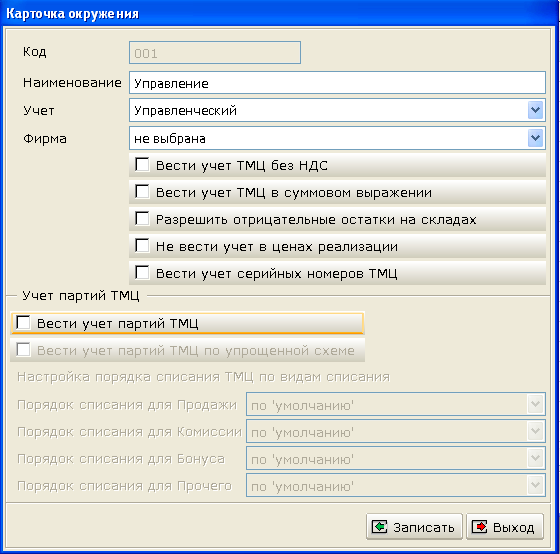 Карточка окружения
Код 001
Наименование Управление
Учет Управленческий
Фирма не выбрана
Вести учет ТМЦ без НДС
Вести учет ТМЦ в суммовом выражении
Разрешить отрицательные остатки на складах
Не вести учет в ценах реализации
Вести учет серийных номеров ТМЦ
Учет партий ТМЦ
Вести учет партий ТМЦ
Вести учет партий ТМЦ по упрощенной схеме
Настройка порядка списания ТМЦ по видам списания
Порядок списания для Продажи по 'умолчанию'
Порядок списания для Комиссии по 'умолчанию'
Порядок списания для Бонуса по 'умолчанию'
Порядок списания для Прочего по 'умолчанию'
Записать Выход